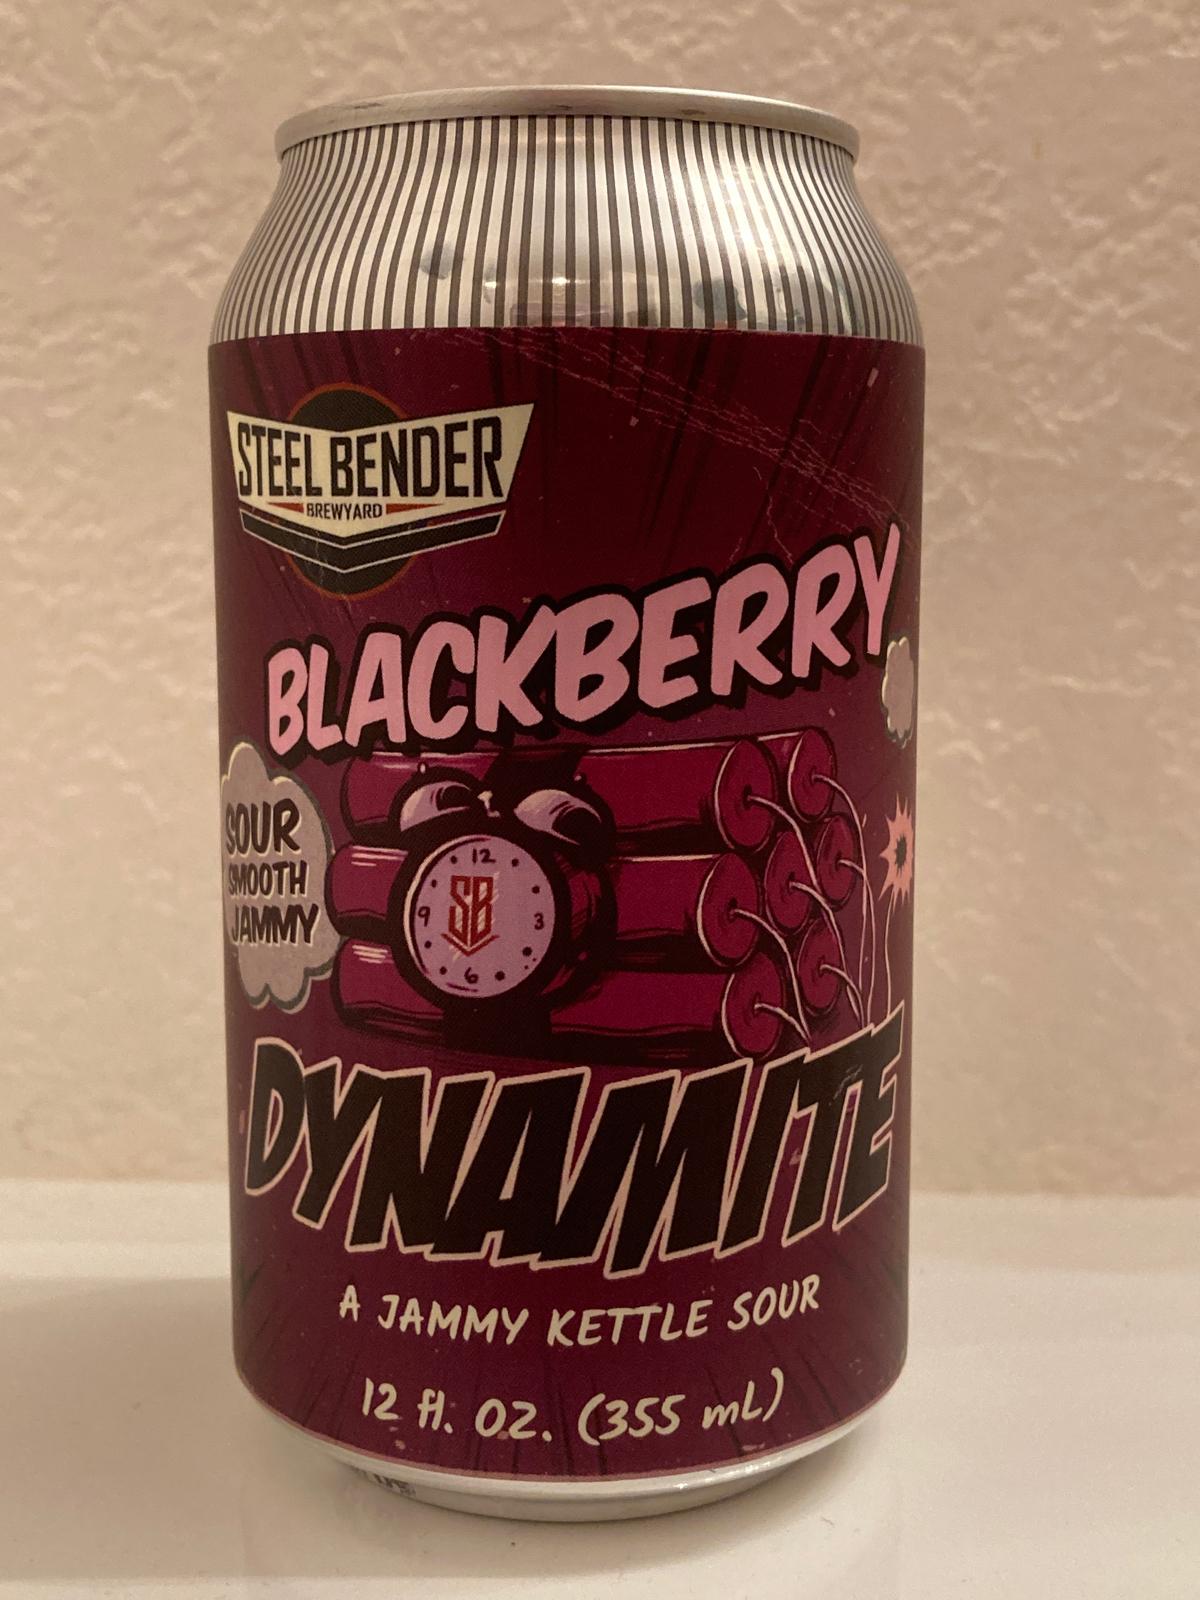 STEEL BENDER
BREWYARD
BLACKBERRY
SOUR
SMOOTH
JAMMY
12
9
SB
3
6
DYNAMITE
A JAMMY KETTLE SOUR
12 fl. OZ. (355 mL)